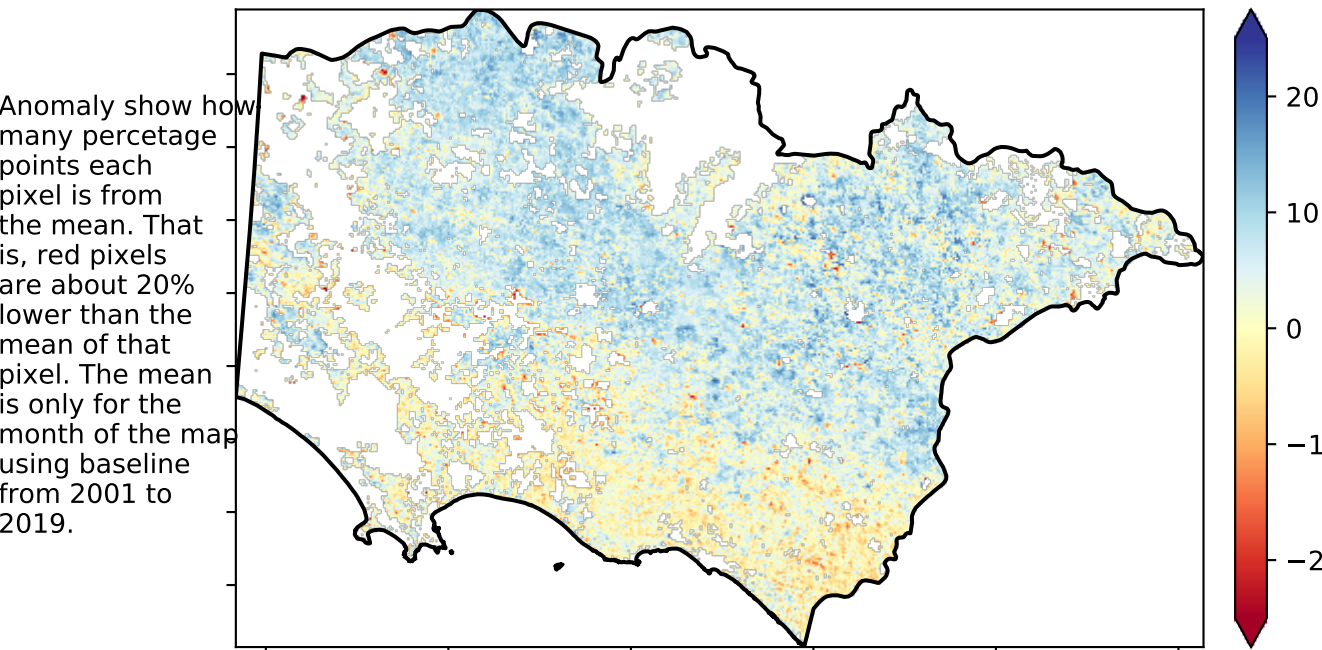 Anomaly show how
many percetage
points each
pixel is from
the mean. That
is, red pixels
are about 20%
lower than the
mean of that
pixel. The mean
is only for the
month of the map
using baseline
from 2001 to
2019.
20
10
0
−1
−2